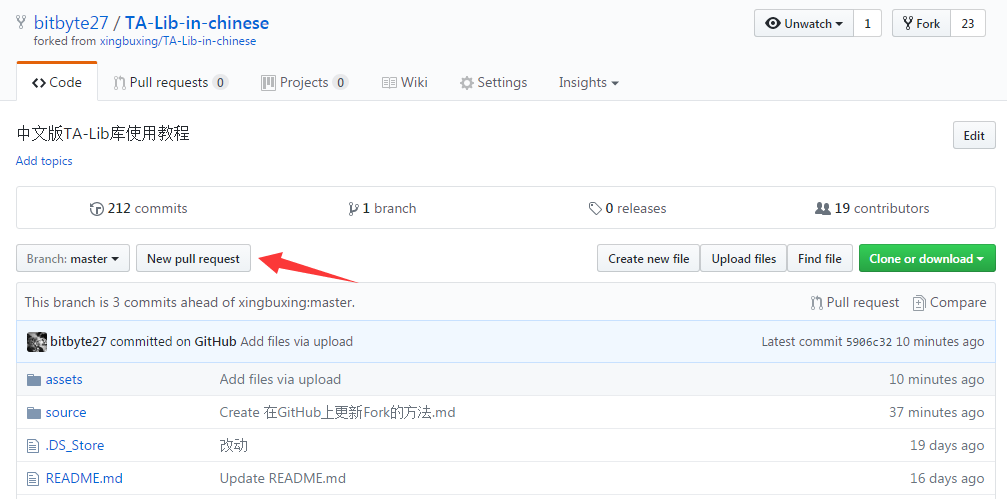 bitbyte27 / TA-Lib-in-chinese
Unwatch 1 Fork 23
forked from xingbuxing/TA-Lib-in-chinese
Code Pull requests 0 Projects 0 Wiki Settings Insights
中文版TA-Lib库使用教程
Edit
Add topics
212 commits 1 branch 0 releases 19 contributors
Branch: master New pull request Create new file Upload files Find file Clone or download
This branch is 3 commits ahead of xingbuxing:master. Pull request Compare
bitbyte27 committed on GitHub Add files via upload Latest commit 5906c32 10 minutes ago
assets Add files via upload 10 minutes ago
source Create 在GitHub上更新Fork的方法.md 37 minutes ago
.DS_Store 改动 19 days ago
README.md Update README.md 16 days ago